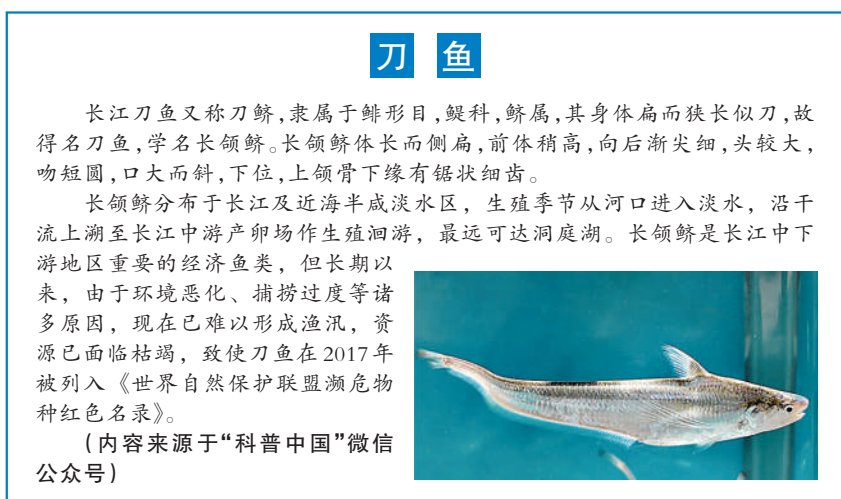 刀鱼
长江刀鱼又称刀鲚,隶属于鲱形目,鳀科,鲚属,其身体扁而狭长似刀,故
得名刀鱼,学名长颌鲚。长颌鲚体长而侧扁,前体稍高,向后渐尖细,头较大,
吻短圆,口大而斜,下位,上颌骨下缘有锯状细齿。
长颌鲚分布于长江及近海半咸淡水区，生殖季节从河口进入淡水，沿干
流上溯至长江中游产卵场作生殖洄游，最远可达洞庭湖。长颌鲚是长江中下
游地区重要的经济鱼类，但长期以
来，由于环境恶化、捕捞过度等诸
多原因，现在已难以形成渔汛，资
源已面临枯竭，致使刀鱼在2017年
被列入《世界自然保护联盟濒危物
种红色名录》。
(内容来源于“科普中国”微信
公众号)